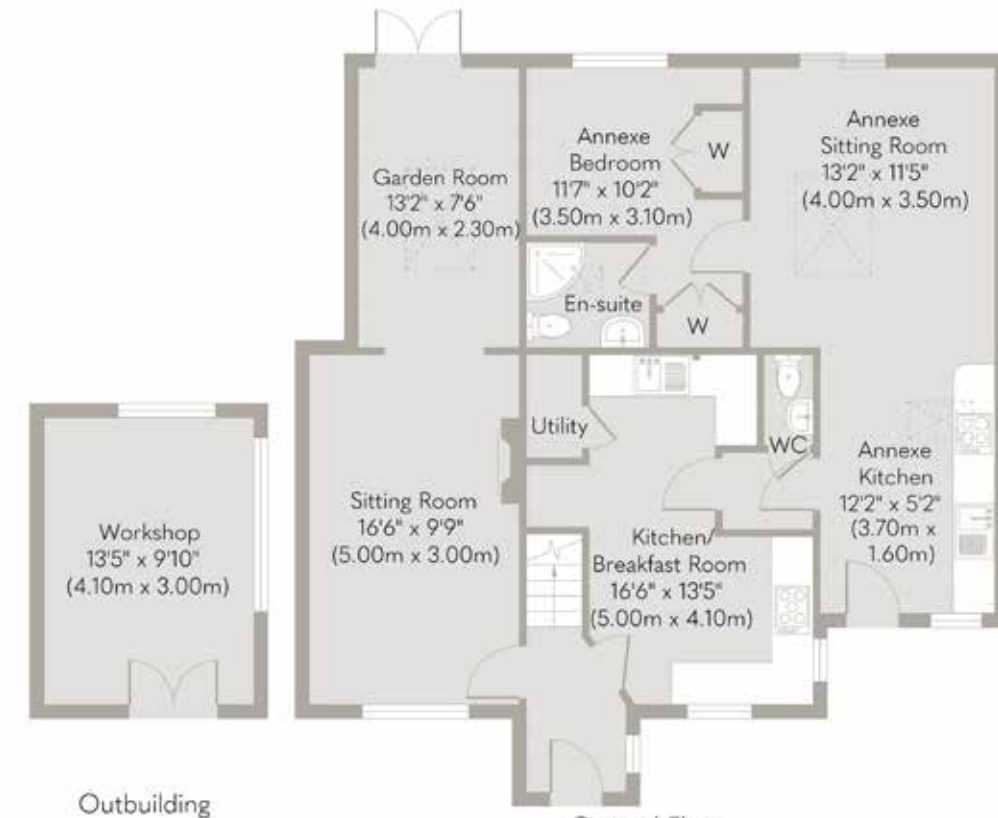 Garden Room
13'2" x 7'6"
(4.00m x 2.30m)
Annexe
Bedroom
11'7" x 10'2"
(3.50m x 3.10m)
W
Annexe
Sitting Room
13'2" x 11'5"
(4.00m x 3.50m)
En-suite
W
Utility
WC
Annexe
Kitchen
12'2" x 5'2"
(3.70m x
1.60m)
Sitting Room
16'6" x 9'9"
(5.00m x 3.00m)
Kitchen/
Breakfast Room
16'6" x 13'5"
(5.00m x 4.10m)
Workshop
13'5" x 9'10"
(4.10m x 3.00m)
Outbuilding